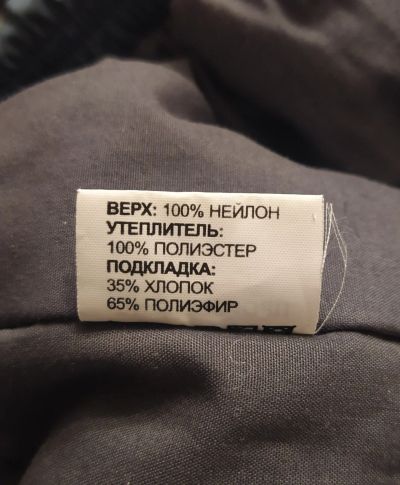 ВЕРХ: 100% НЕЙЛОН
УТЕПЛИТЕЛЬ:
100% ПОЛИЭСТЕР
ПОДКЛАДКА:
35% ХЛОПОК
65% ПОЛИЭФИР